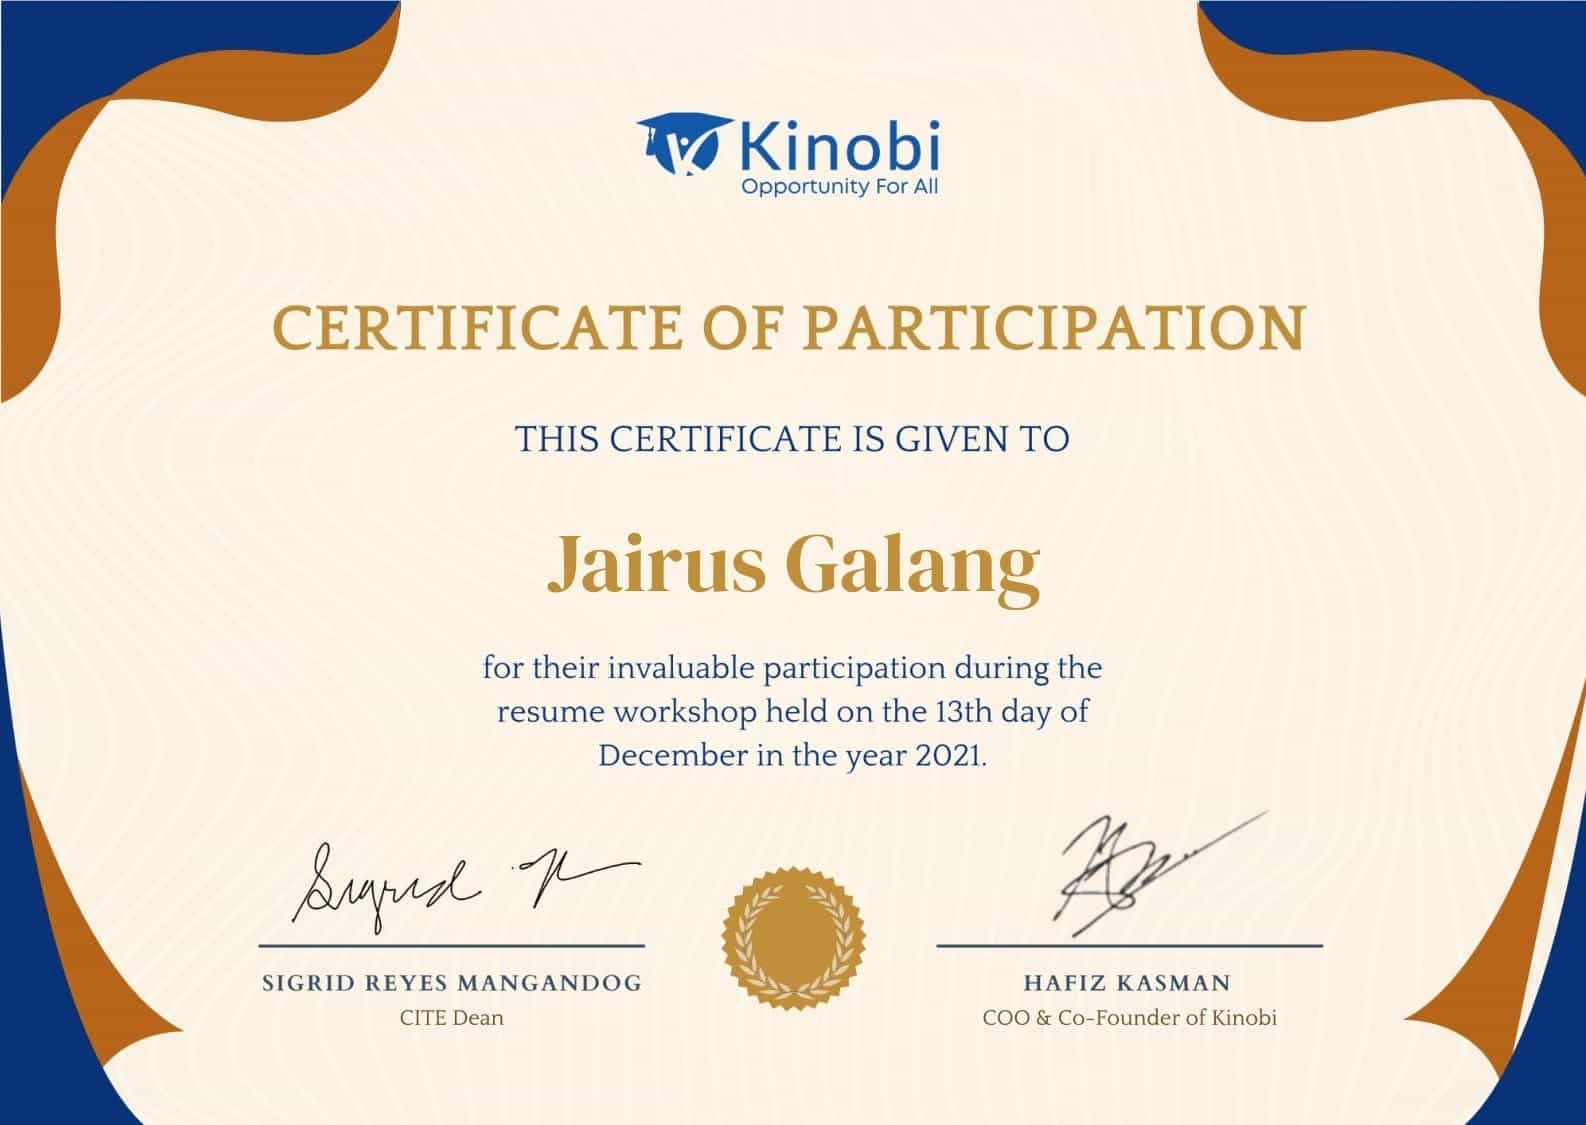 Kinobi
Opportunity For All
CERTIFICATE OF PARTICIPATION
THIS CERTIFICATE IS GIVEN TO
Jairus Galang
for their invaluable participation during the
resume workshop held on the 13th day of
December in the year 2021.
Sigrid
SIGRID REYES MANGANDOG
CITE Dean
HAFIZ KASMAN
COO & Co-Founder of Kinobi